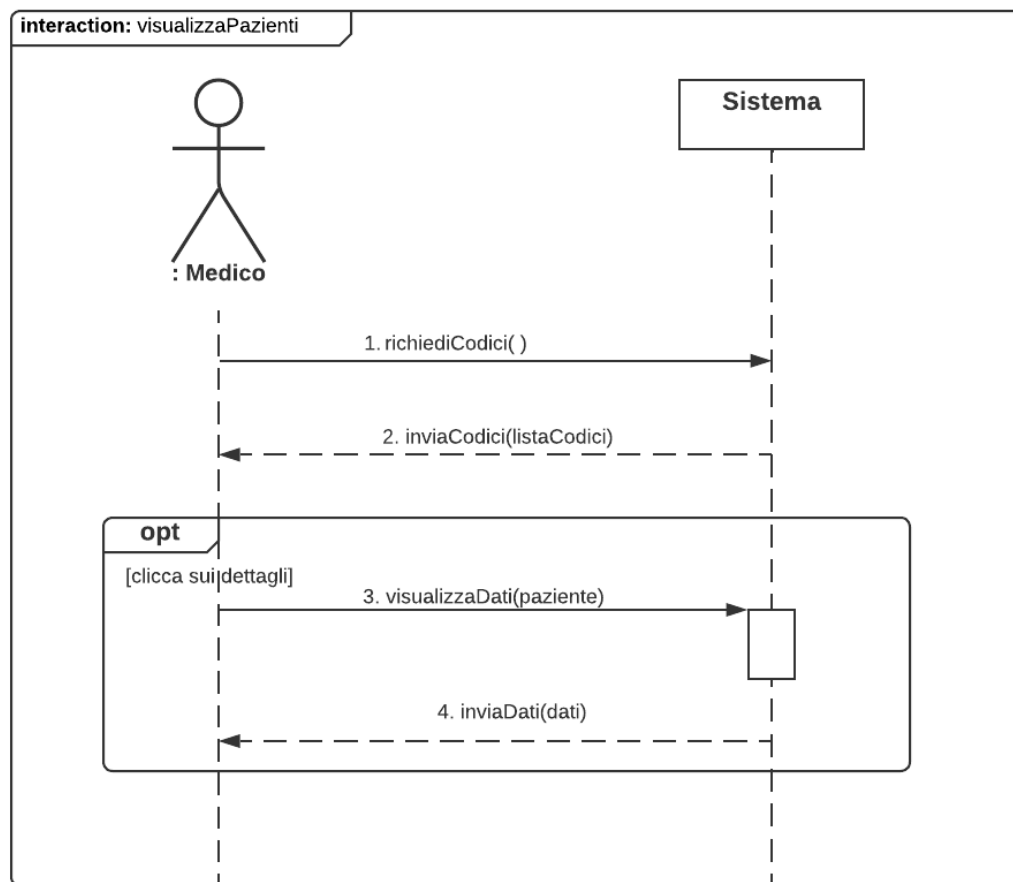 interaction: visualizzaPazienti
Sistema
: Medico
1. richiediCodici( )
2. inviaCodici(listaCodici)
opt
[clicca sui dettagli]
3. visualizzaDati(paziente)
4. inviaDati(dati)